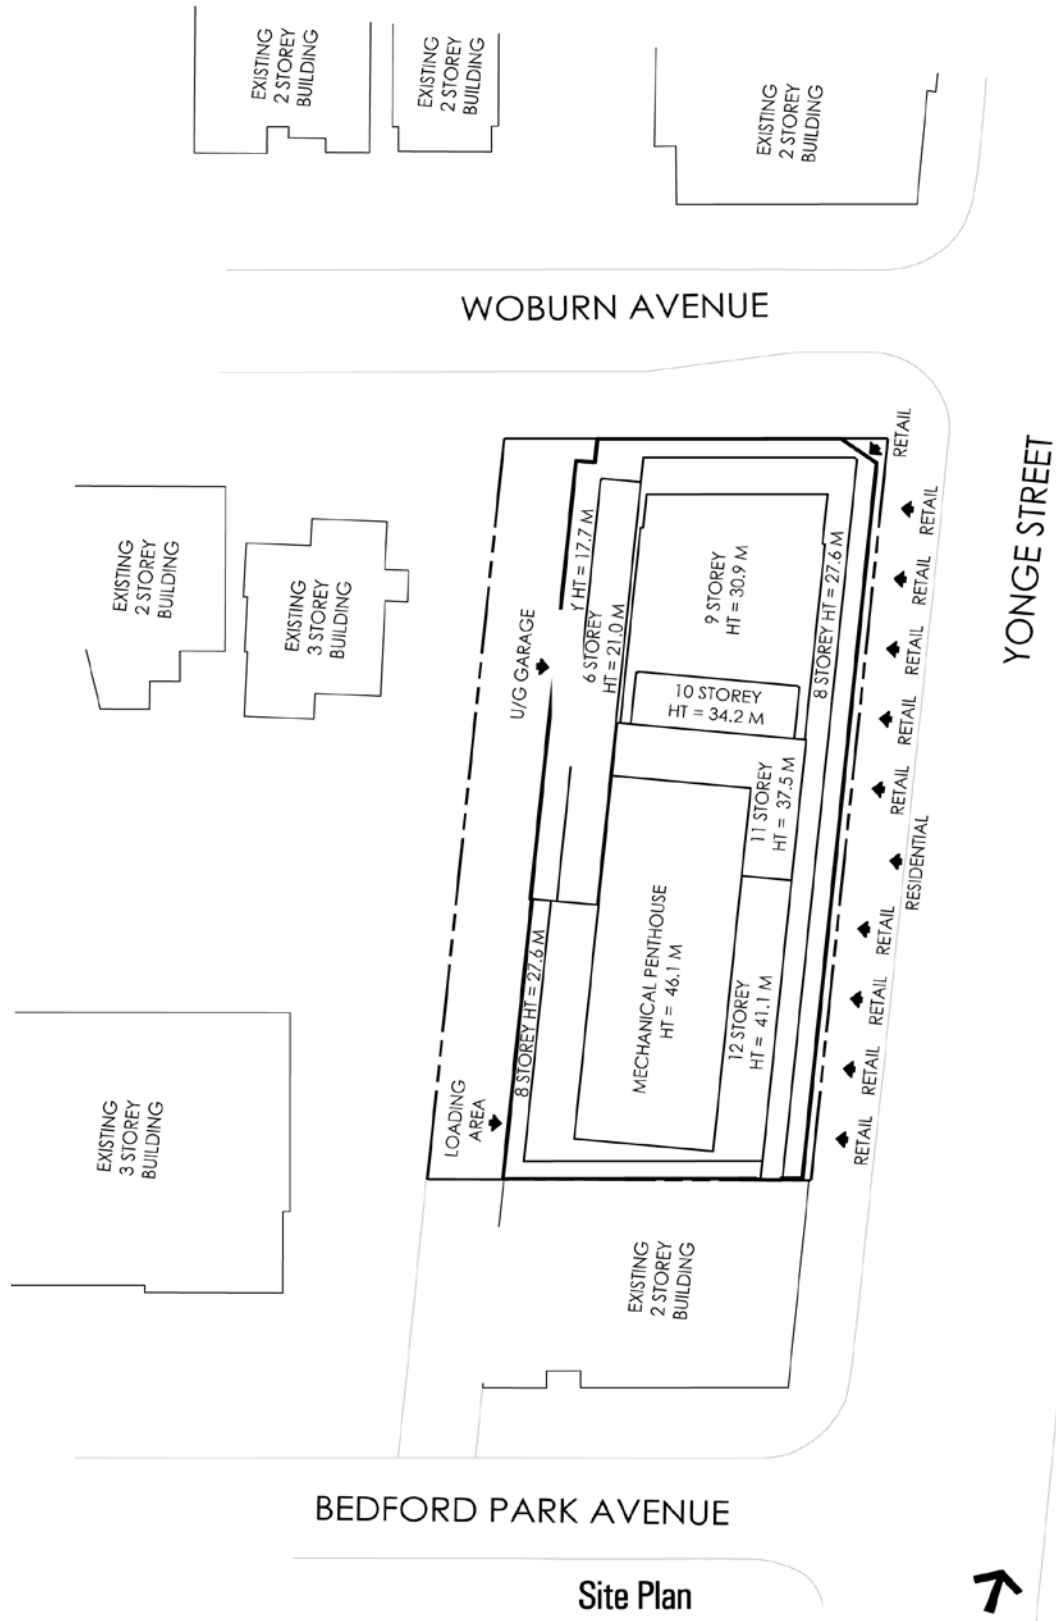 EXISTING
2 STOREY
BUILDING
EXISTING
2 STOREY
BUILDING
EXISTING
2 STOREY
BUILDING
WOBURN AVENUE
YONGE STREET
RETAIL
RETAIL
RETAIL
RETAIL
RETAIL
RETAIL
RESIDENTIAL
RETAIL
RETAIL
RETAIL
RETAIL
EXISTING
2 STOREY
BUILDING
EXISTING
3 STOREY
BUILDING
U/G GARAGE
Y HT = 17.7 M
6 STOREY
HT = 21.0 M
9 STOREY
HT = 30.9 M
8 STOREY HT = 27.6 M
10 STOREY
HT = 34.2 M
11 STOREY
HT = 37.5 M
MECHANICAL PENTHOUSE
HT = 46.1 M
12 STOREY
HT = 41.1 M
8 STOREY HT = 27.6 M
LOADING
AREA
EXISTING
3 STOREY
BUILDING
EXISTING
2 STOREY
BUILDING
BEDFORD PARK AVENUE
Site Plan